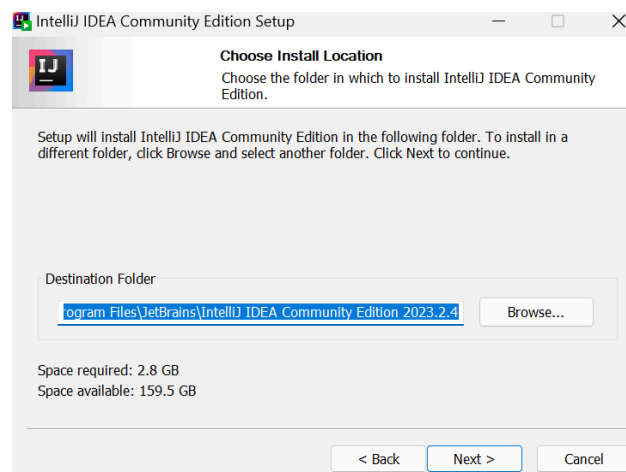 IntelliJ IDEA Community Edition Setup
IJ
Choose Install Location
Choose the folder in which to install IntelliJ IDEA Community
Edition.
Setup will install IntelliJ IDEA Community Edition in the following folder. To install in a
different folder, click Browse and select another folder. Click Next to continue.
Destination Folder
rogram Files\JetBrains\IntelliJ IDEA Community Edition 2023.2.4
Browse...
Space required: 2.8 GB
Space available: 159.5 GB
< Back
Next >
Cancel